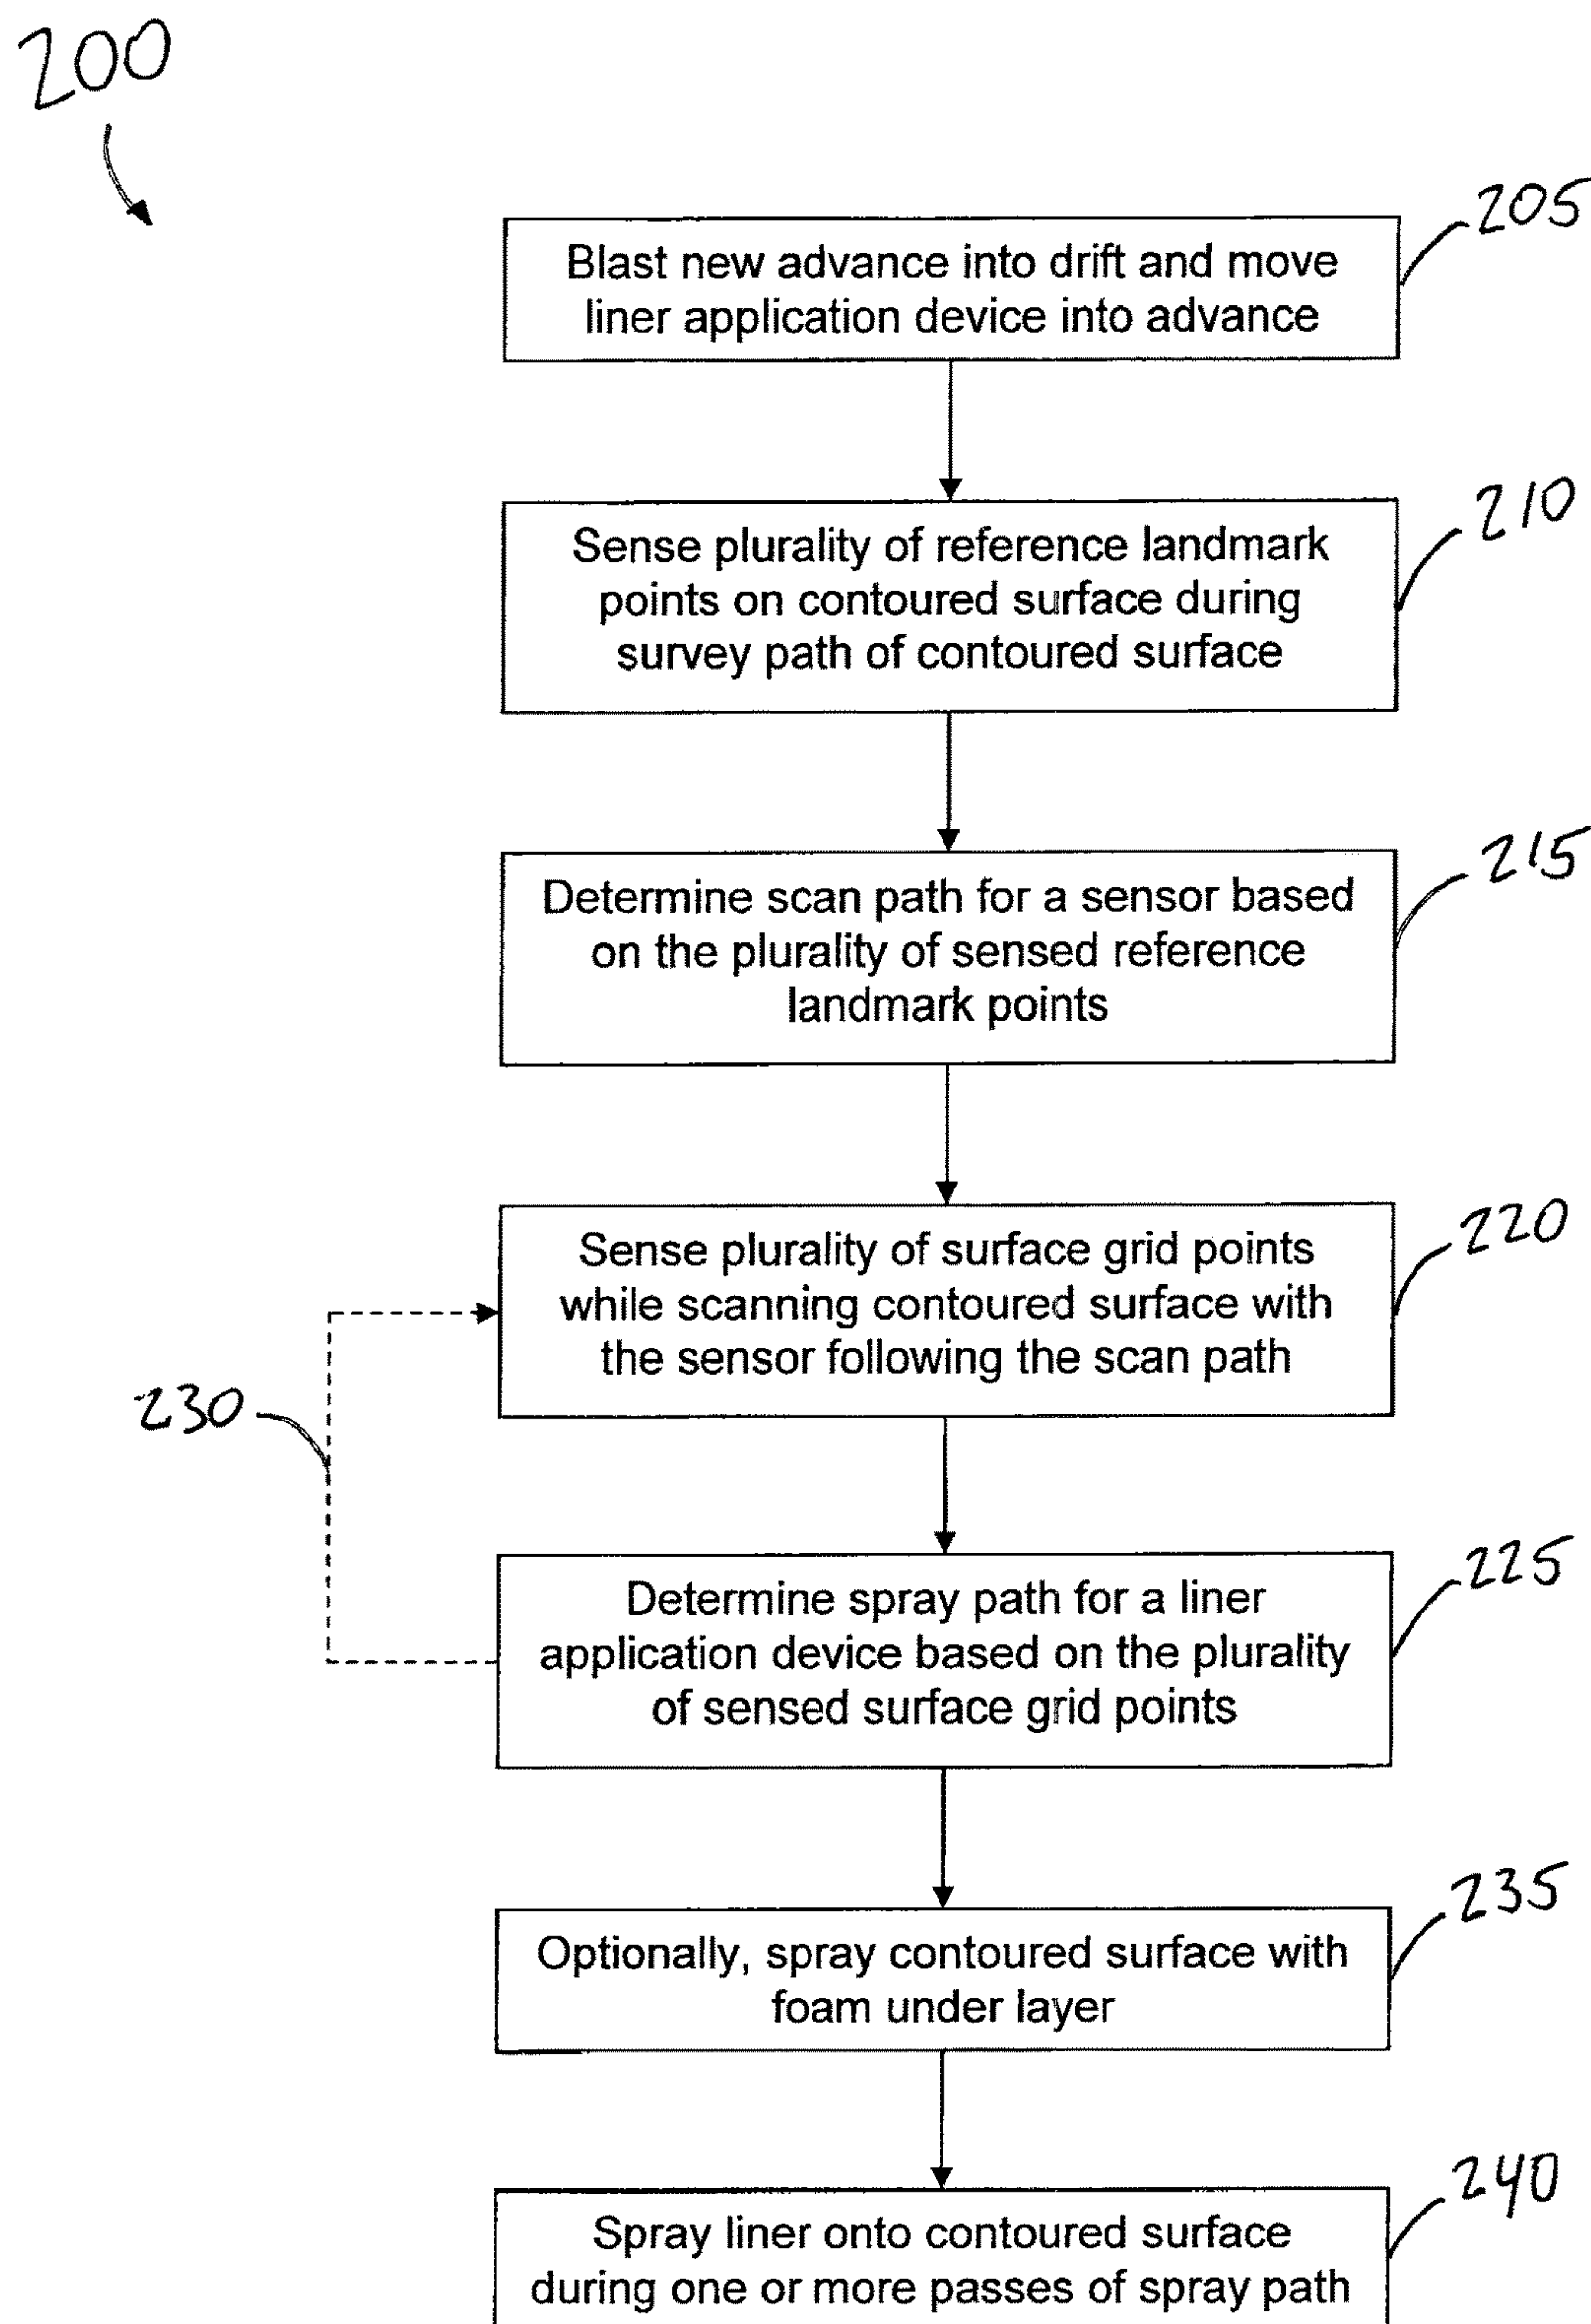 200
205
Blast new advance into drift and move
liner application device into advance
210
Sense plurality of reference landmark
points on contoured surface during
survey path of contoured surface
215
Determine scan path for a sensor based
on the plurality of sensed reference
landmark points
220
Sense plurality of surface grid points
while scanning contoured surface with
the sensor following the scan path
230
225
Determine spray path for a liner
application device based on the plurality
of sensed surface grid points
235
Optionally, spray contoured surface with
foam under layer
240
Spray liner onto contoured surface
during one or more passes of spray path